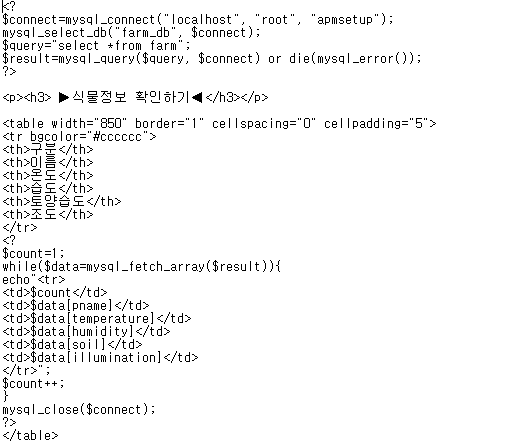 <?
$connect=mysql_connect("localhost", "root", "apmsetup");
mysql_select_db("farm_db", $connect);
$query="select *from farm";
$result=mysql_query($query, $connect) or die(mysql_error());
?>
<p><h3> ▶식물정보 확인하기◀</h3></p>
<table width="850" border="1" cellspacing="0" cellpadding="5">
<tr bgcolor="#cccccc">
<th>구분</th>
<th>이름</th>
<th>온도</th>
<th>습도</th>
<th>토양습도</th>
<th>조도</th>
</tr>
<?
$count=1;
while($data=mysql_fetch_array($result)){
echo"<tr>
<td>$count</td>
<td>$data[pname]</td>
<td>$data[temperature]</td>
<td>$data[humidity]</td>
<td>$data[soil]</td>
<td>$data[illumination]</td>
</tr>";
$count++;
}
mysql_close($connect);
?>
</table>